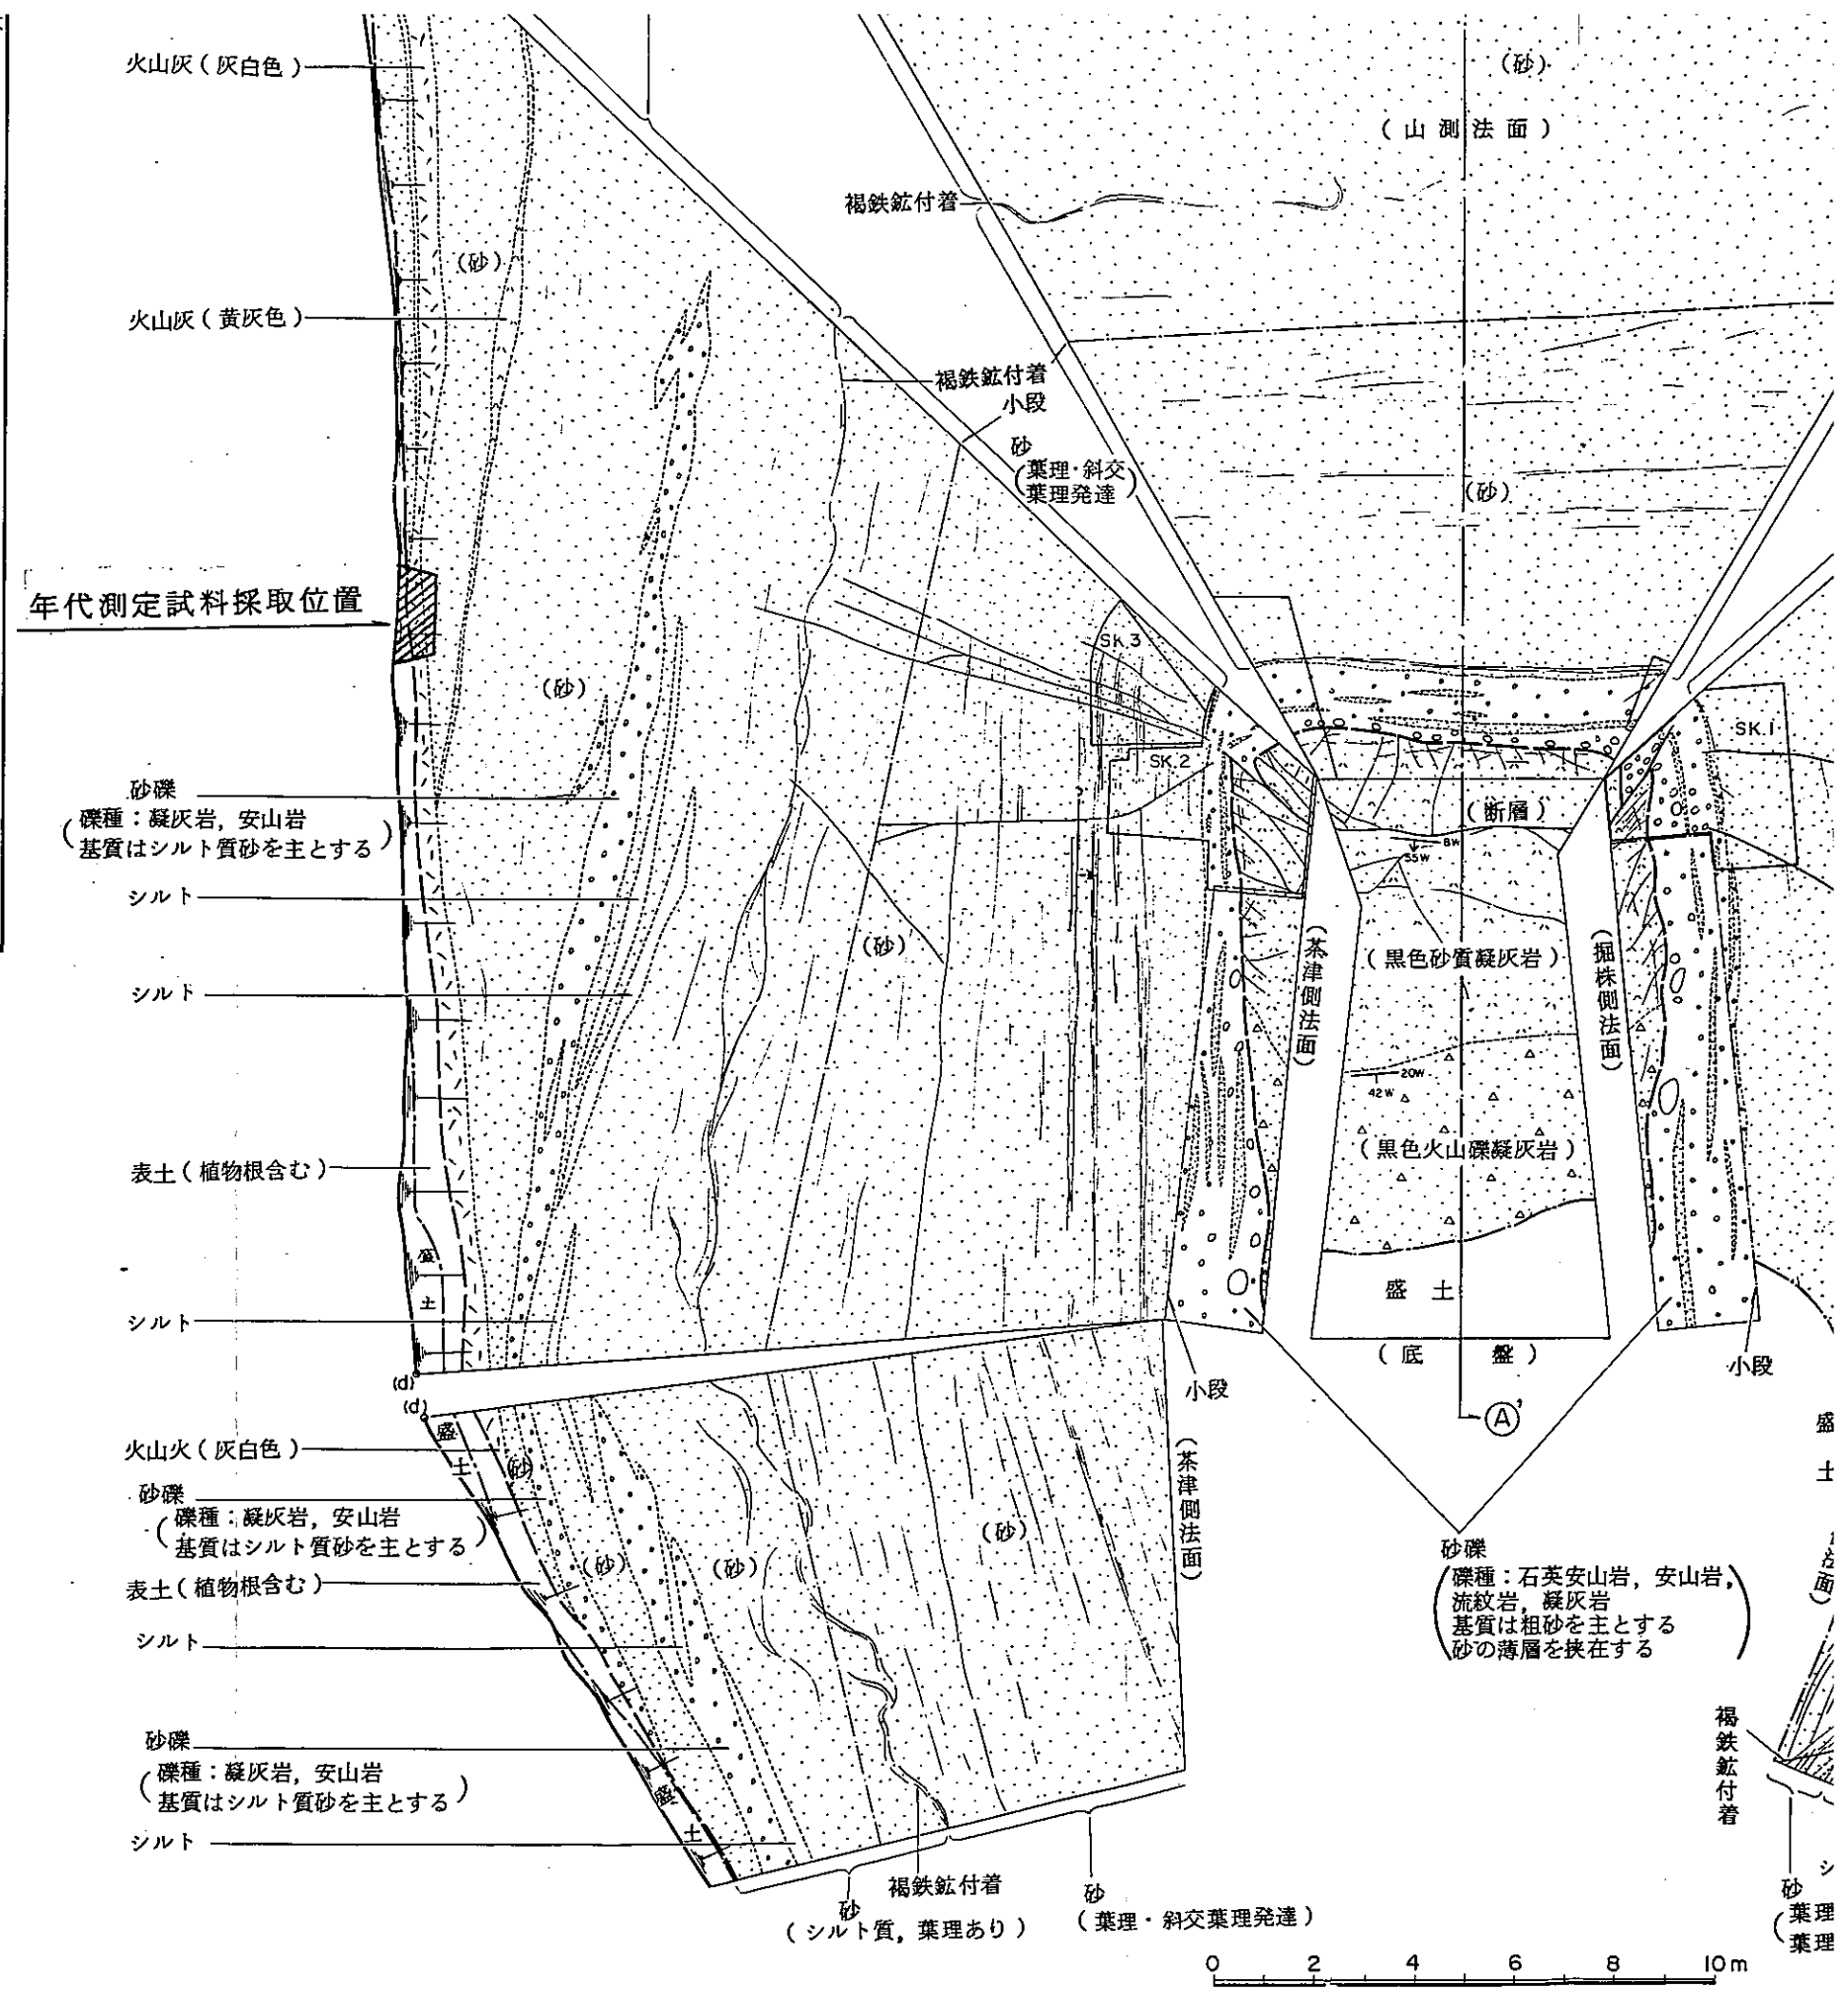 火山灰(灰白色)
(砂)
(山測法面)
褐鉄鉱付着
(砂)
火山灰(黄灰色)
褐鉄鉱付着
小段
砂
(葉理・斜交
葉理発達)
(砂)
年代測定試料採取位置
SK.3
(砂)
SK.1
SK.2
砂礫
(礫種:凝灰岩,安山岩
基質はシルト質砂を主とする)
(断層)
8W
55W
シルト
(砂)
(茶津側法面)
(黒色砂質凝灰岩)
(掘株側法面)
シルト
20W
42W
(黒色火山礫凝灰岩)
表土(植物根含む)
盛
土
盛土
シルト
(底盤)
小段
(d)
小段
(d)
Ⓐ'
盛
土
盛
土
火山火(灰白色)
(砂)
(茶津側法面)
砂礫
(礫種:凝灰岩,安山岩
基質はシルト質砂を主とする)
(砂)
(砂)
(砂)
砂礫
(礫種:石英安山岩,安山岩,
流紋岩,凝灰岩
基質は粗砂を主とする
砂の薄層を挟在する)
表土(植物根含む)
面)
シルト
褐鉄鉱付着
砂礫
(礫種:凝灰岩,安山岩
基質はシルト質砂を主とする)
盛
土
シルト
褐鉄鉱付着
砂
(シルト質,葉理あり)
砂
(葉理・斜交葉理発達)
シ
砂
(葉理
葉理
0 2 4 6 8 10m